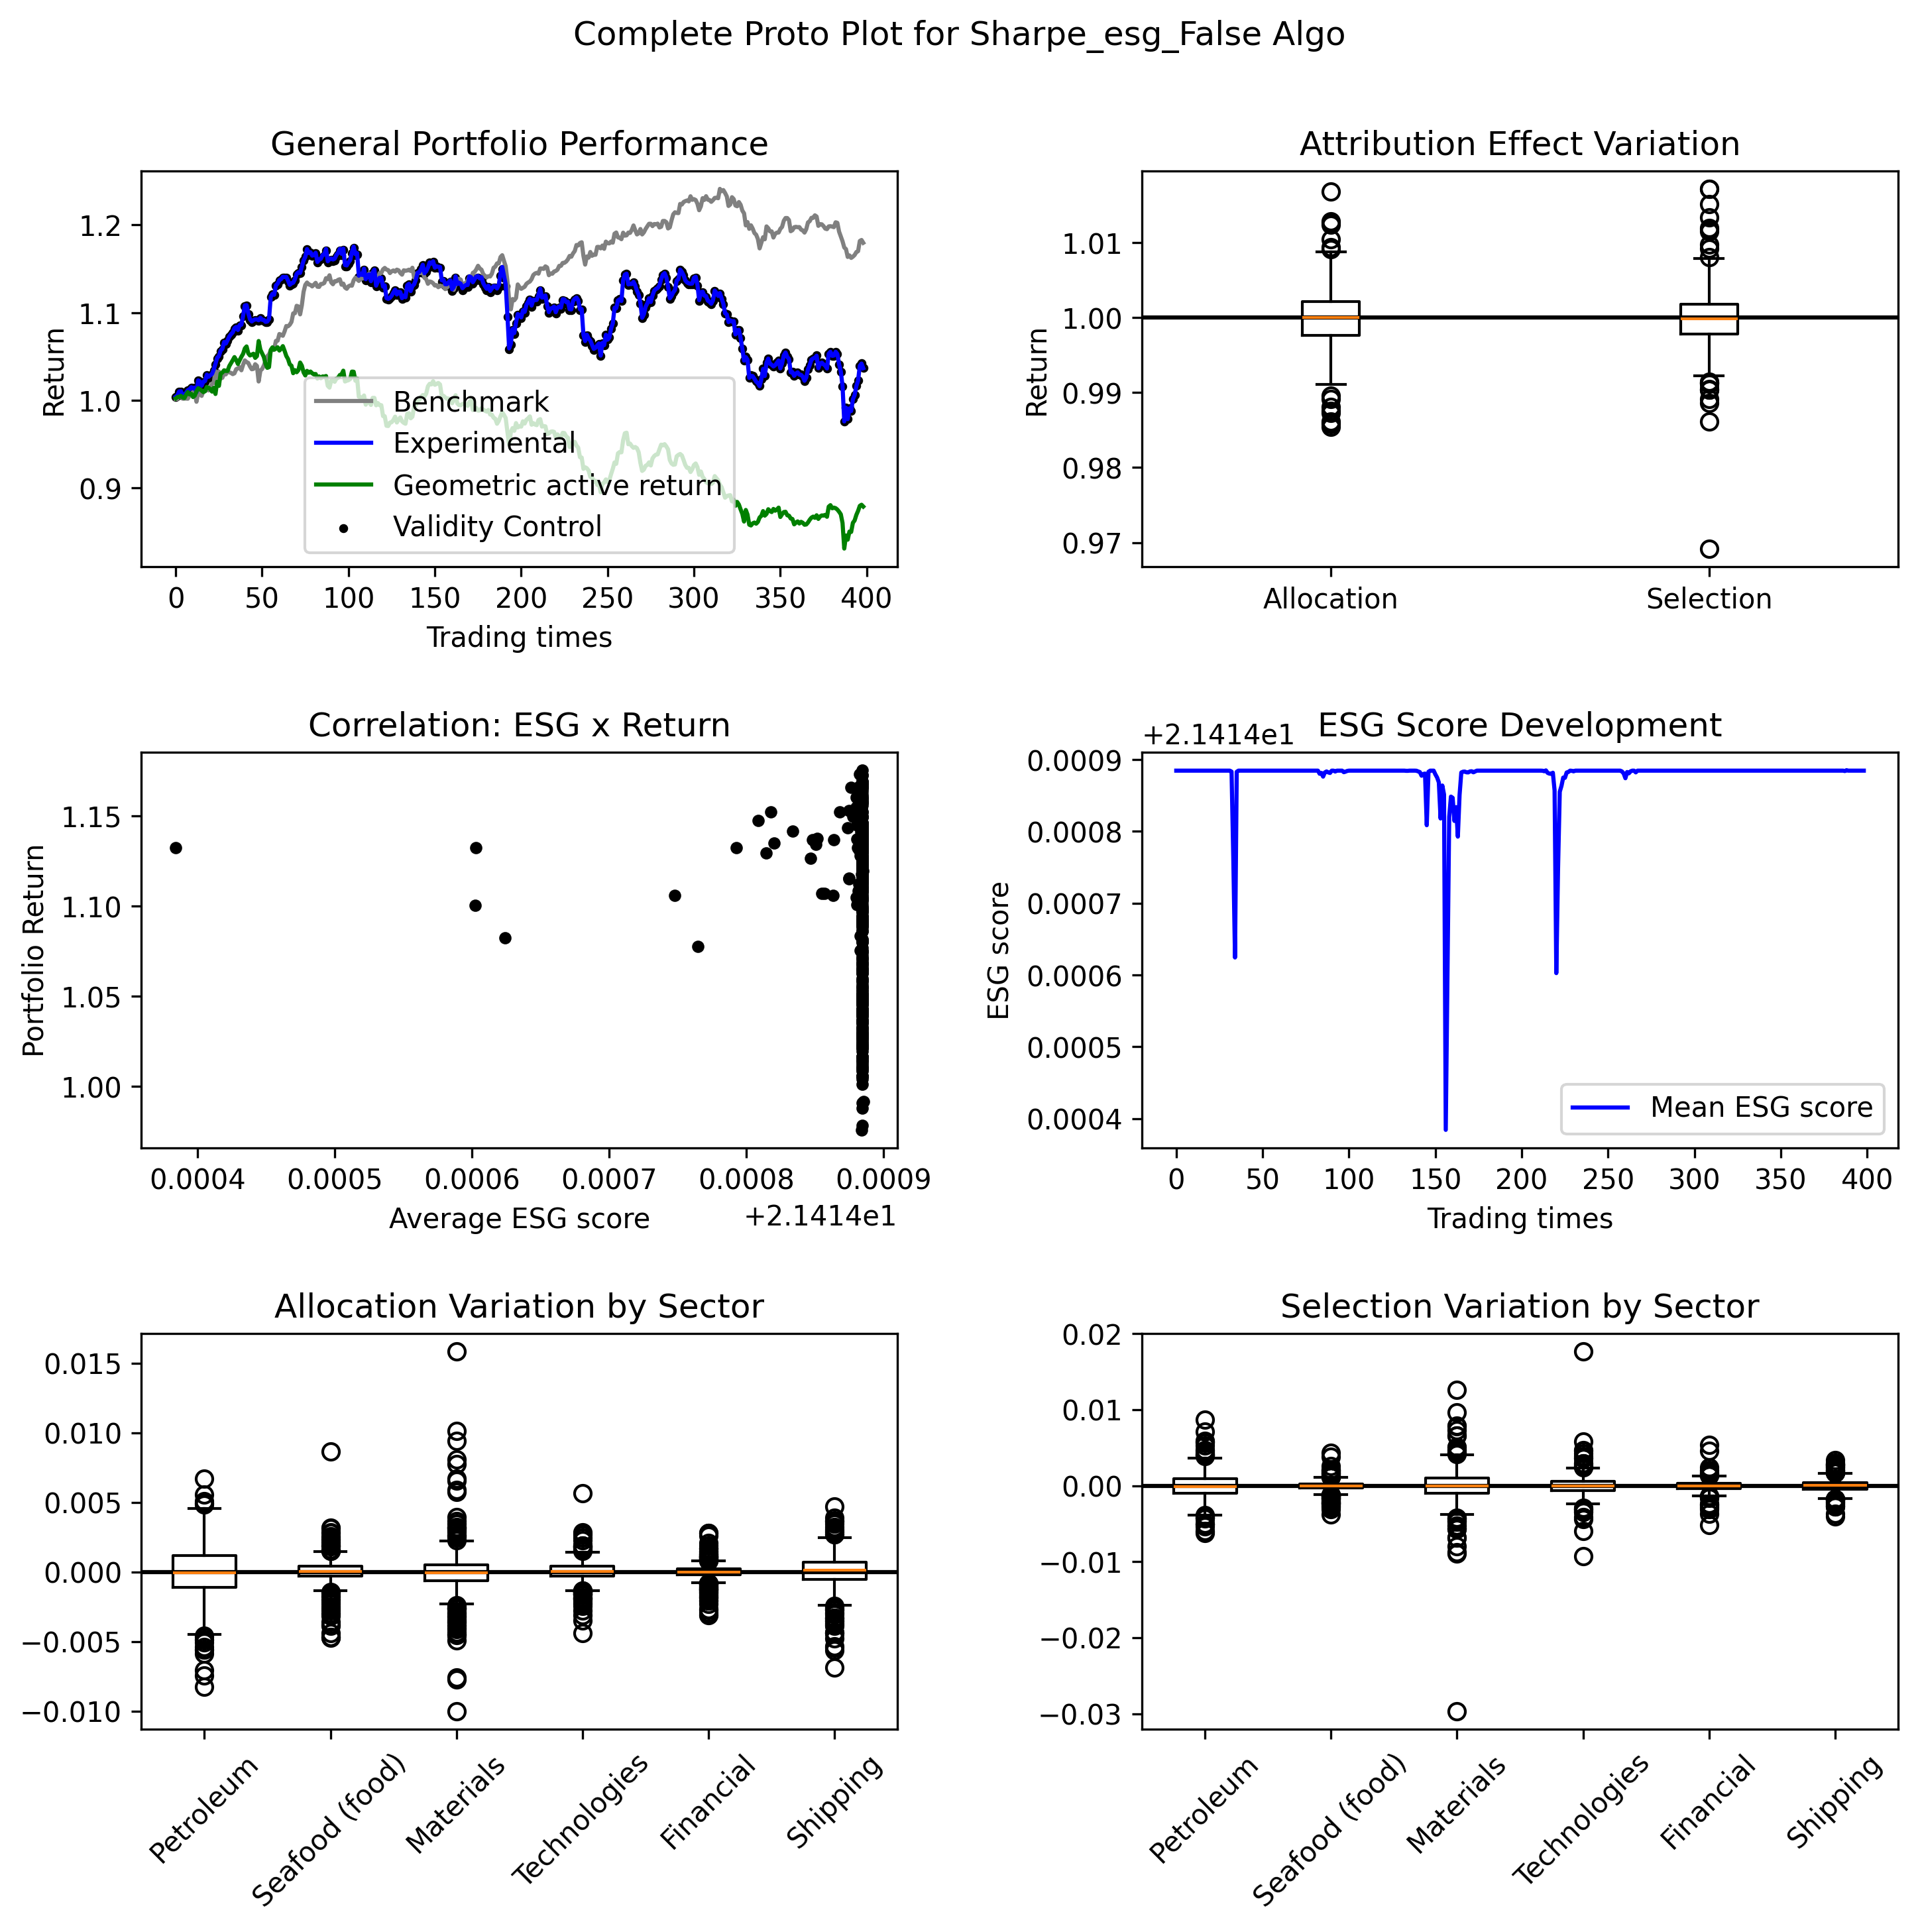 Complete Proto Plot for Sharpe_esg_False Algo
General Portfolio Performance
1.2
1.1
1.0
0.9
Return
Benchmark
Experimental
Geometric active return
Validity Control
0 50 100 150 200 250 300 350 400
Trading times
Attribution Effect Variation
1.01
1.00
0.99
0.98
0.97
Return
Allocation Selection
Correlation: ESG x Return
1.15
1.10
1.05
1.00
Portfolio Return
0.0004 0.0005 0.0006 0.0007 0.0008 0.0009
Average ESG score
+2.1414e1
ESG Score Development
+2.1414e1
0.0009
0.0008
0.0007
0.0006
0.0005
0.0004
ESG score
Mean ESG score
0 50 100 150 200 250 300 350 400
Trading times
Allocation Variation by Sector
0.015
0.010
0.005
0.000
−0.005
−0.010
Petroleum
Seafood (food)
Materials
Technologies
Financial
Shipping
Selection Variation by Sector
0.02
0.01
0.00
−0.01
−0.02
−0.03
Petroleum
Seafood (food)
Materials
Technologies
Financial
Shipping